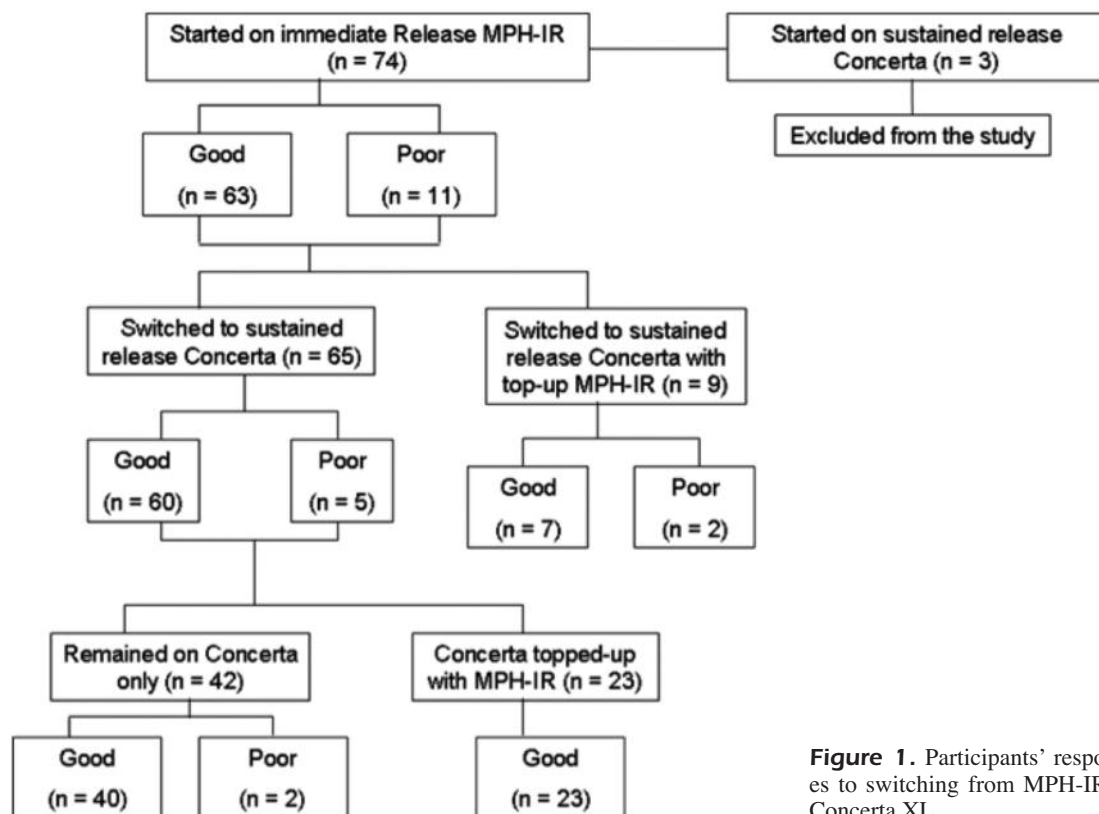 Started on immediate Release MPH-IR
(n = 74)
Started on sustained release
Concerta (n = 3)
Excluded from the study
Good
(n = 63)
Poor
(n = 11)
Switched to sustained
release Concerta (n = 65)
Switched to sustained
release Concerta with
top-up MPH-IR (n = 9)
Good
(n = 60)
Poor
(n = 5)
Good
(n = 7)
Poor
(n = 2)
Remained on Concerta
only (n = 42)
Concerta topped-up
with MPH-IR (n = 23)
Good
(n = 40)
Poor
(n = 2)
Good
(n = 23)
Figure 1. Participants' respo
es to switching from MPH-IR
Concerta XL